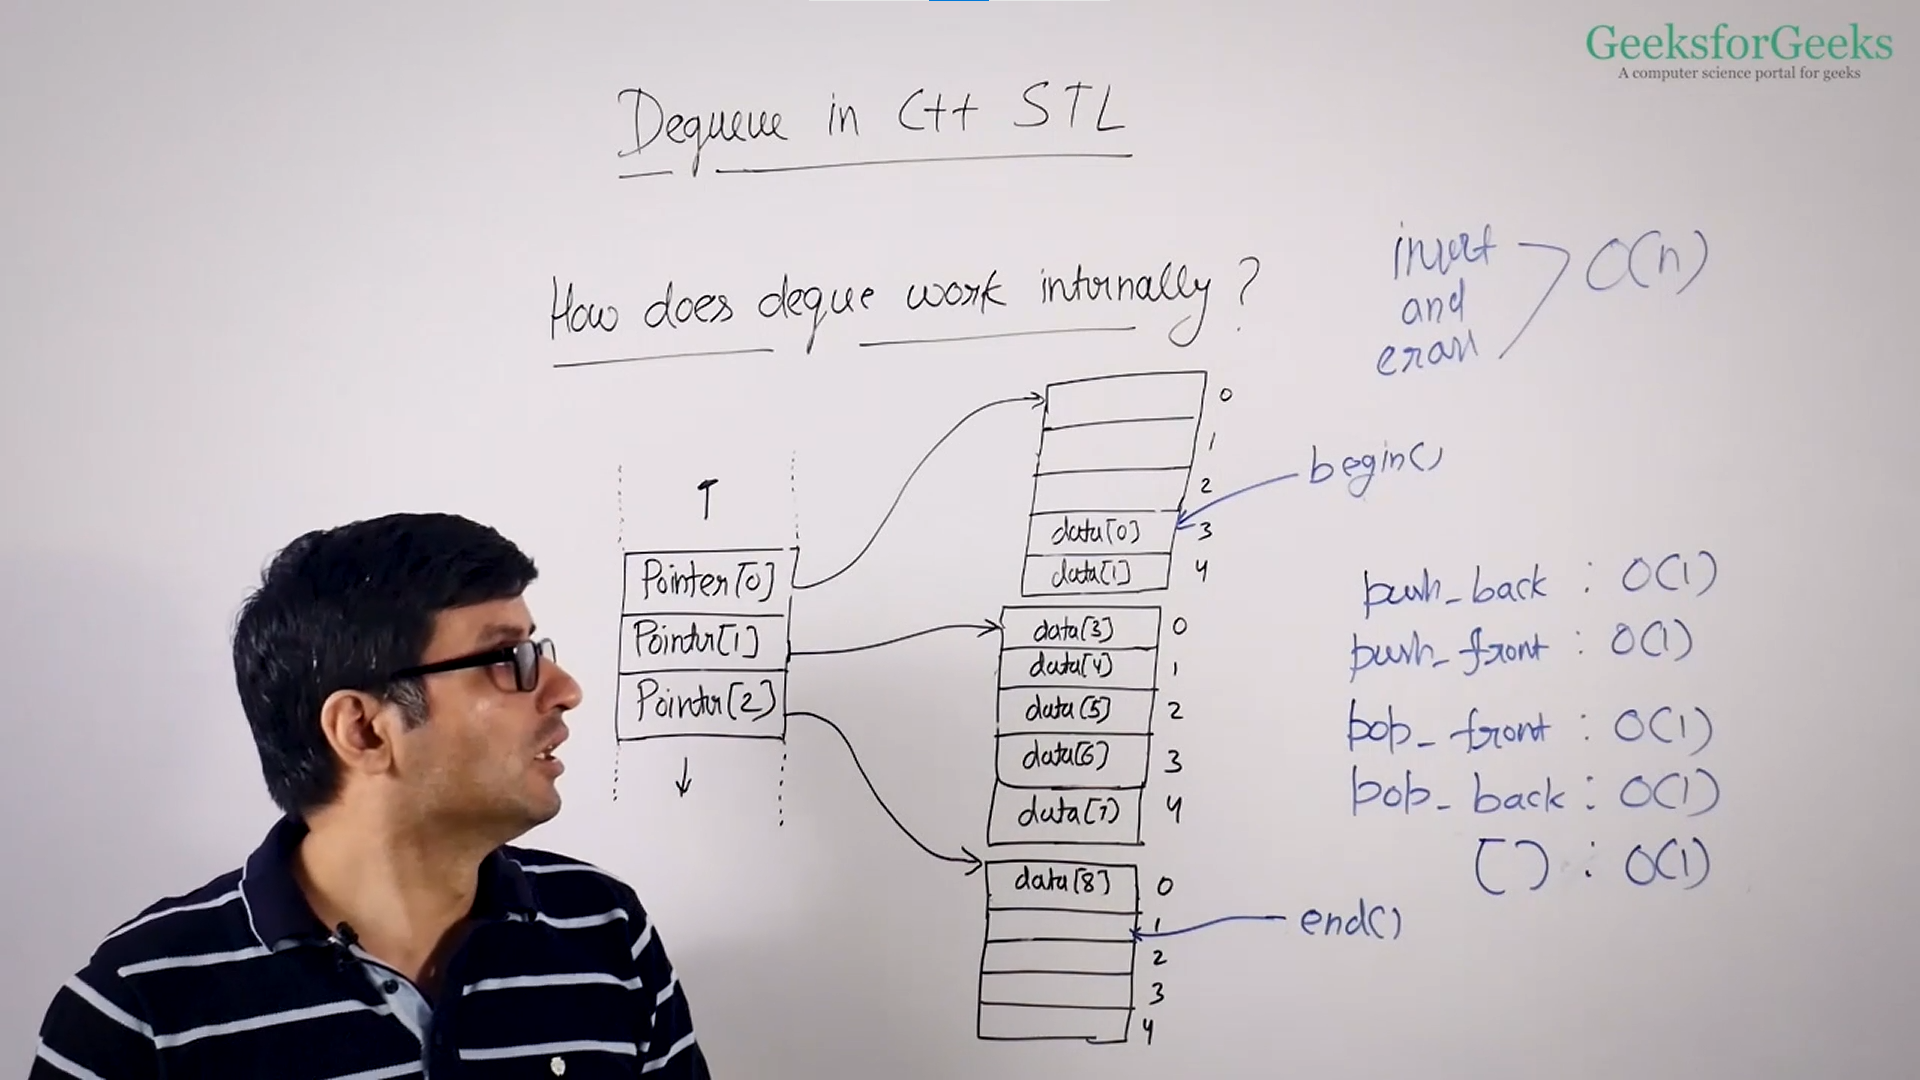 GeeksforGeeks
A computer science portal for geeks
Dequeue in C++ STL
How does deque work internally?
insert
and
erase
O(n)
Pointer[0]
Pointer[1]
Pointer[2]
0
1
2
data[0] 3
data[1] 4
data[3] 0
data[4] 1
data[5] 2
data[6] 3
data[7] 4
data[8] 0
1
2
3
4
begin()
end()
push_back : O(1)
push_front : O(1)
pop_front : O(1)
pop_back : O(1)
[] : O(1)